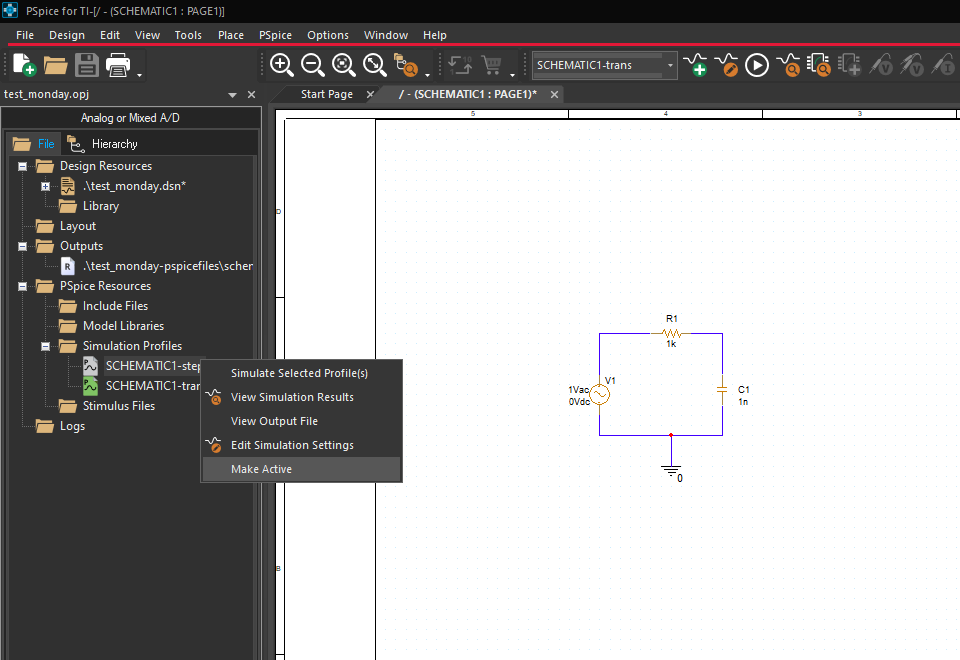 PSpice for TI-[/ - (SCHEMATIC1 : PAGE1)]
File Design Edit View Tools Place PSpice Options Window Help
SCHEMATIC1-trans
test_monday.opj
Start Page
/ - (SCHEMATIC1 : PAGE1)*
Analog or Mixed A/D
File Hierarchy
Design Resources
.\test_monday.dsn*
Library
Layout
Outputs
.\test_monday-pspicefiles\scher
PSpice Resources
Include Files
Model Libraries
Simulation Profiles
SCHEMATIC1-step
SCHEMATIC1-trar
Stimulus Files
Logs
Simulate Selected Profile(s)
View Simulation Results
View Output File
Edit Simulation Settings
Make Active
5 4 3
D
B
R1
1k
V1
1Vac
0Vdc
C1
1n
0